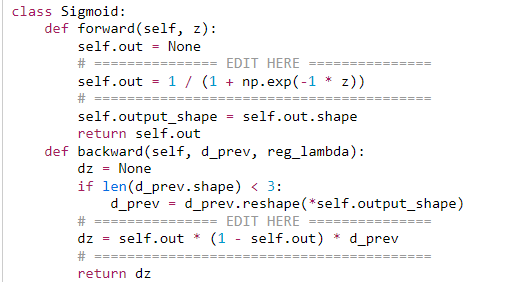 class Sigmoid:
    def forward(self, z):
        self.out = None
        # =============== EDIT HERE ===============
        self.out = 1 / (1 + np.exp(-1 * z))
        # =========================================
        self.output_shape = self.out.shape
        return self.out
    def backward(self, d_prev, reg_lambda):
        dz = None
        if len(d_prev.shape) < 3:
            d_prev = d_prev.reshape(*self.output_shape)
        # =============== EDIT HERE ===============
        dz = self.out * (1 - self.out) * d_prev
        # =========================================
        return dz